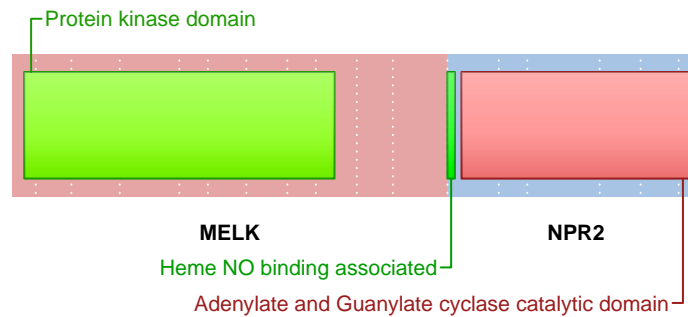 Protein kinase domain
MELK
NPR2
Heme NO binding associated
Adenylate and Guanylate cyclase catalytic domain